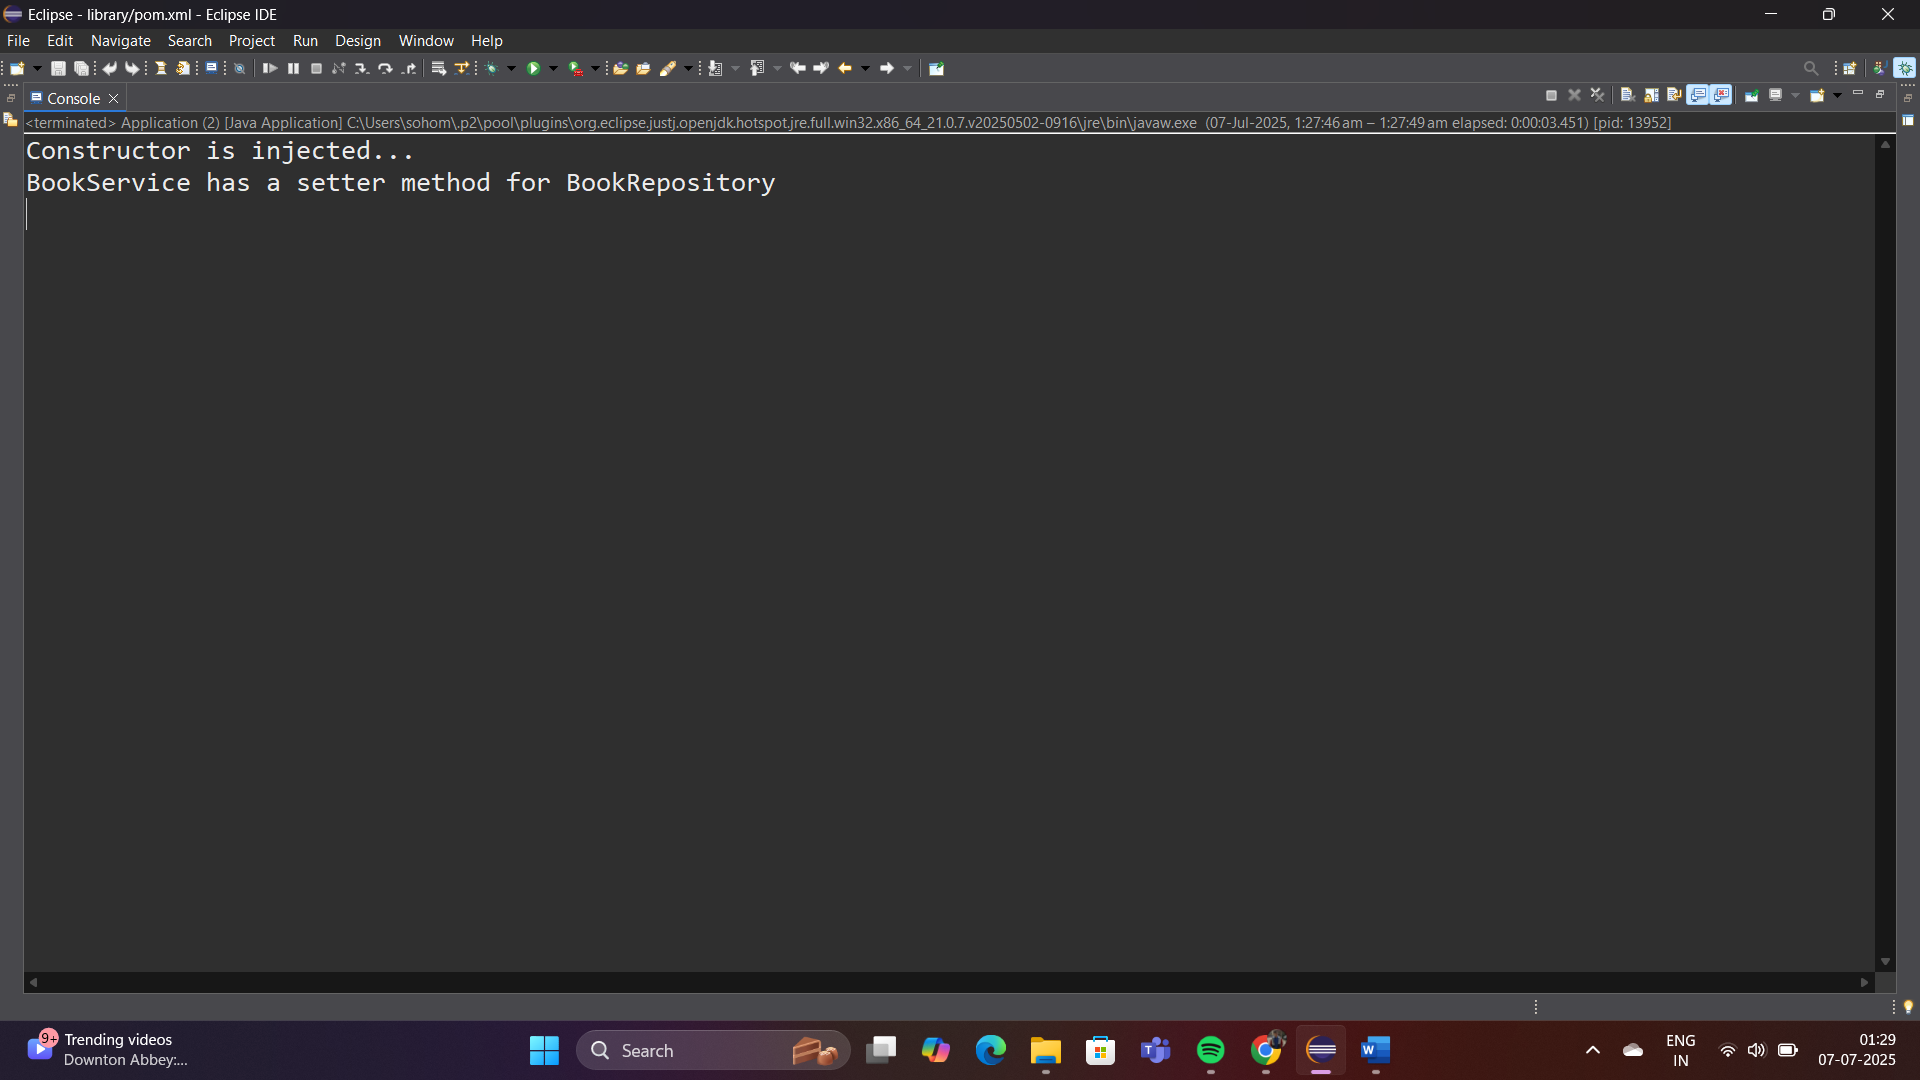 Eclipse - library/pom.xml - Eclipse IDE
File Edit Navigate Search Project Run Design Window Help
Console
<terminated> Application (2) [Java Application] C:\Users\sohom\.p2\pool\plugins\org.eclipse.justj.openjdk.hotspot.jre.full.win32.x86_64_21.0.7.v20250502-0916\jre\bin\javaw.exe (07-Jul-2025, 1:27:46 am – 1:27:49 am elapsed: 0:00:03.451) [pid: 13952]
Constructor is injected...
BookService has a setter method for BookRepository
9+
Trending videos
Downton Abbey:...
Search
ENG
IN
01:29
07-07-2025